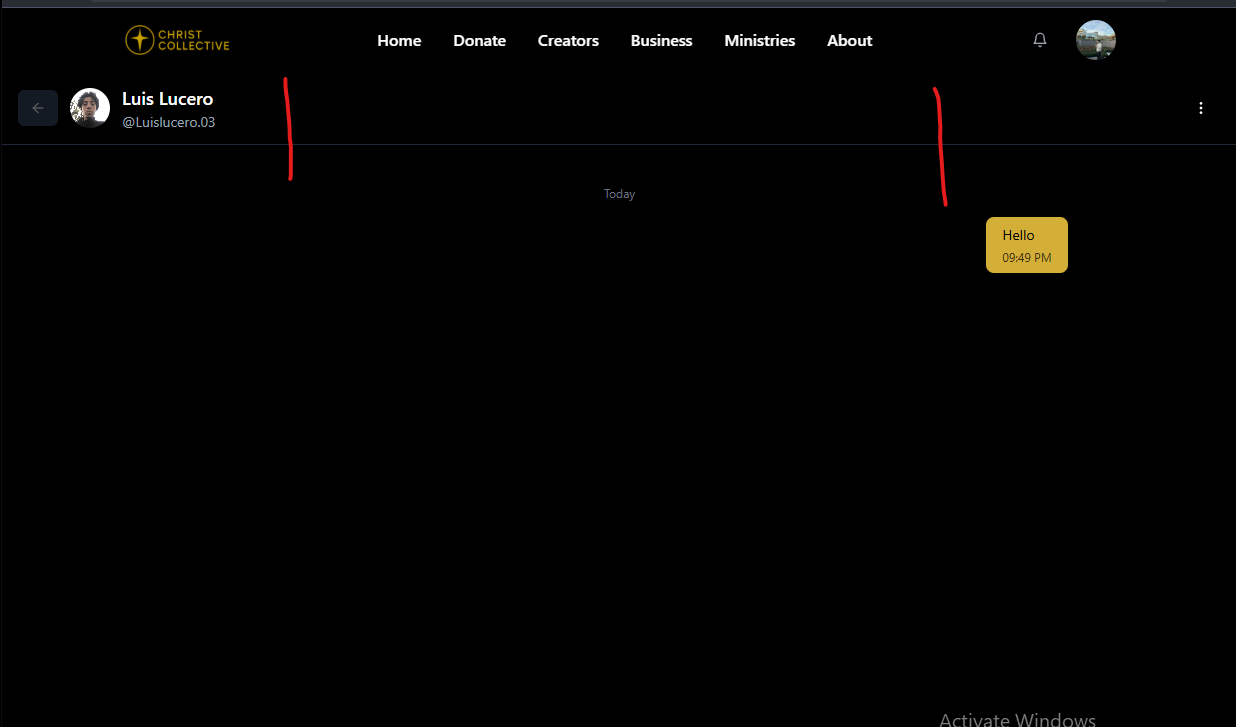 CHRIST
COLLECTIVE
Home Donate Creators Business Ministries About
Luis Lucero
@Luislucero.03
Today
Hello
09:49 PM
Activate Windows